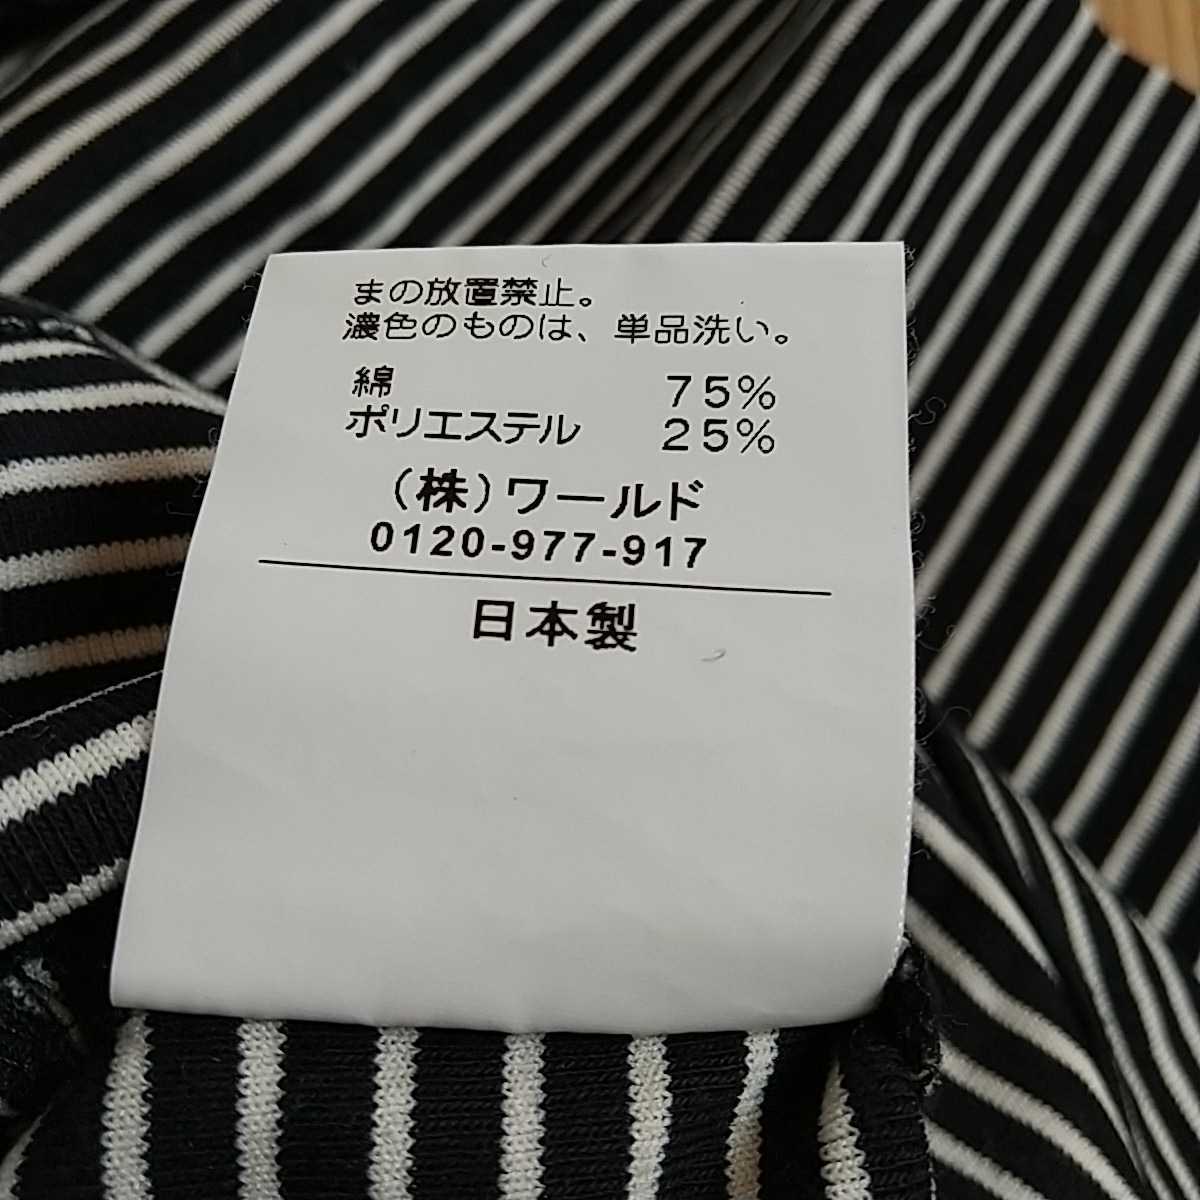 まの放置禁止。
濃色のものは、単品洗い。
綿 75%
ポリエステル 25%
(株)ワールド
0120-977-917
日本製